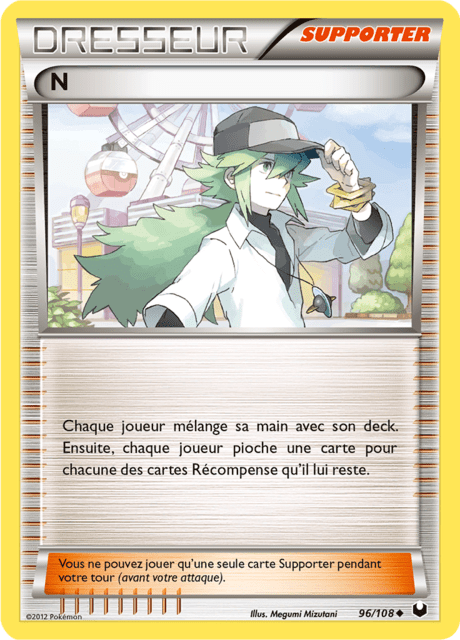 DRESSEUR
SUPPORTER
N
Chaque joueur mélange sa main avec son deck.
Ensuite, chaque joueur pioche une carte pour
chacune des cartes Récompense qu'il lui reste.
Vous ne pouvez jouer qu'une seule carte Supporter pendant
votre tour (avant votre attaque).
©2012 Pokémon
Illus. Megumi Mizutani
96/108